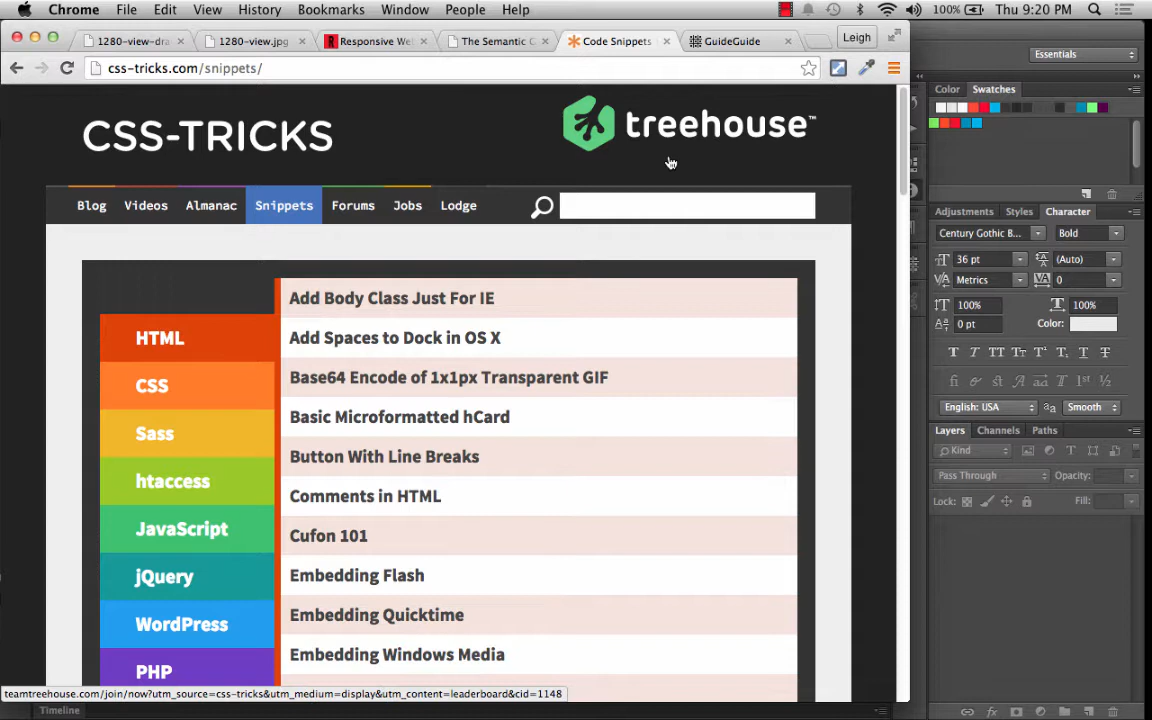 Chrome File Edit View History Bookmarks Window People Help 100% Thu 9:20 PM
1280-view-dra 1280-view.jpg Responsive We The Semantic G Code Snippets GuideGuide Leigh
css-tricks.com/snippets/
Essentials
CSS-TRICKS
treehouse™
Blog Videos Almanac Snippets Forums Jobs Lodge
HTML
CSS
Sass
htaccess
JavaScript
jQuery
WordPress
PHP
Add Body Class Just For IE
Add Spaces to Dock in OS X
Base64 Encode of 1x1px Transparent GIF
Basic Microformatted hCard
Button With Line Breaks
Comments in HTML
Cufon 101
Embedding Flash
Embedding Quicktime
Embedding Windows Media
teamtreehouse.com/join/now?utm_source=css-tricks&utm_medium=display&utm_content=leaderboard&cid=1148
Timeline
Color Swatches
Adjustments Styles Character
Century Gothic B... Bold
36 pt (Auto)
Metrics 0
100% 100%
0 pt Color:
English: USA Smooth
Layers Channels Paths
Kind
Pass Through Opacity:
Lock: Fill: